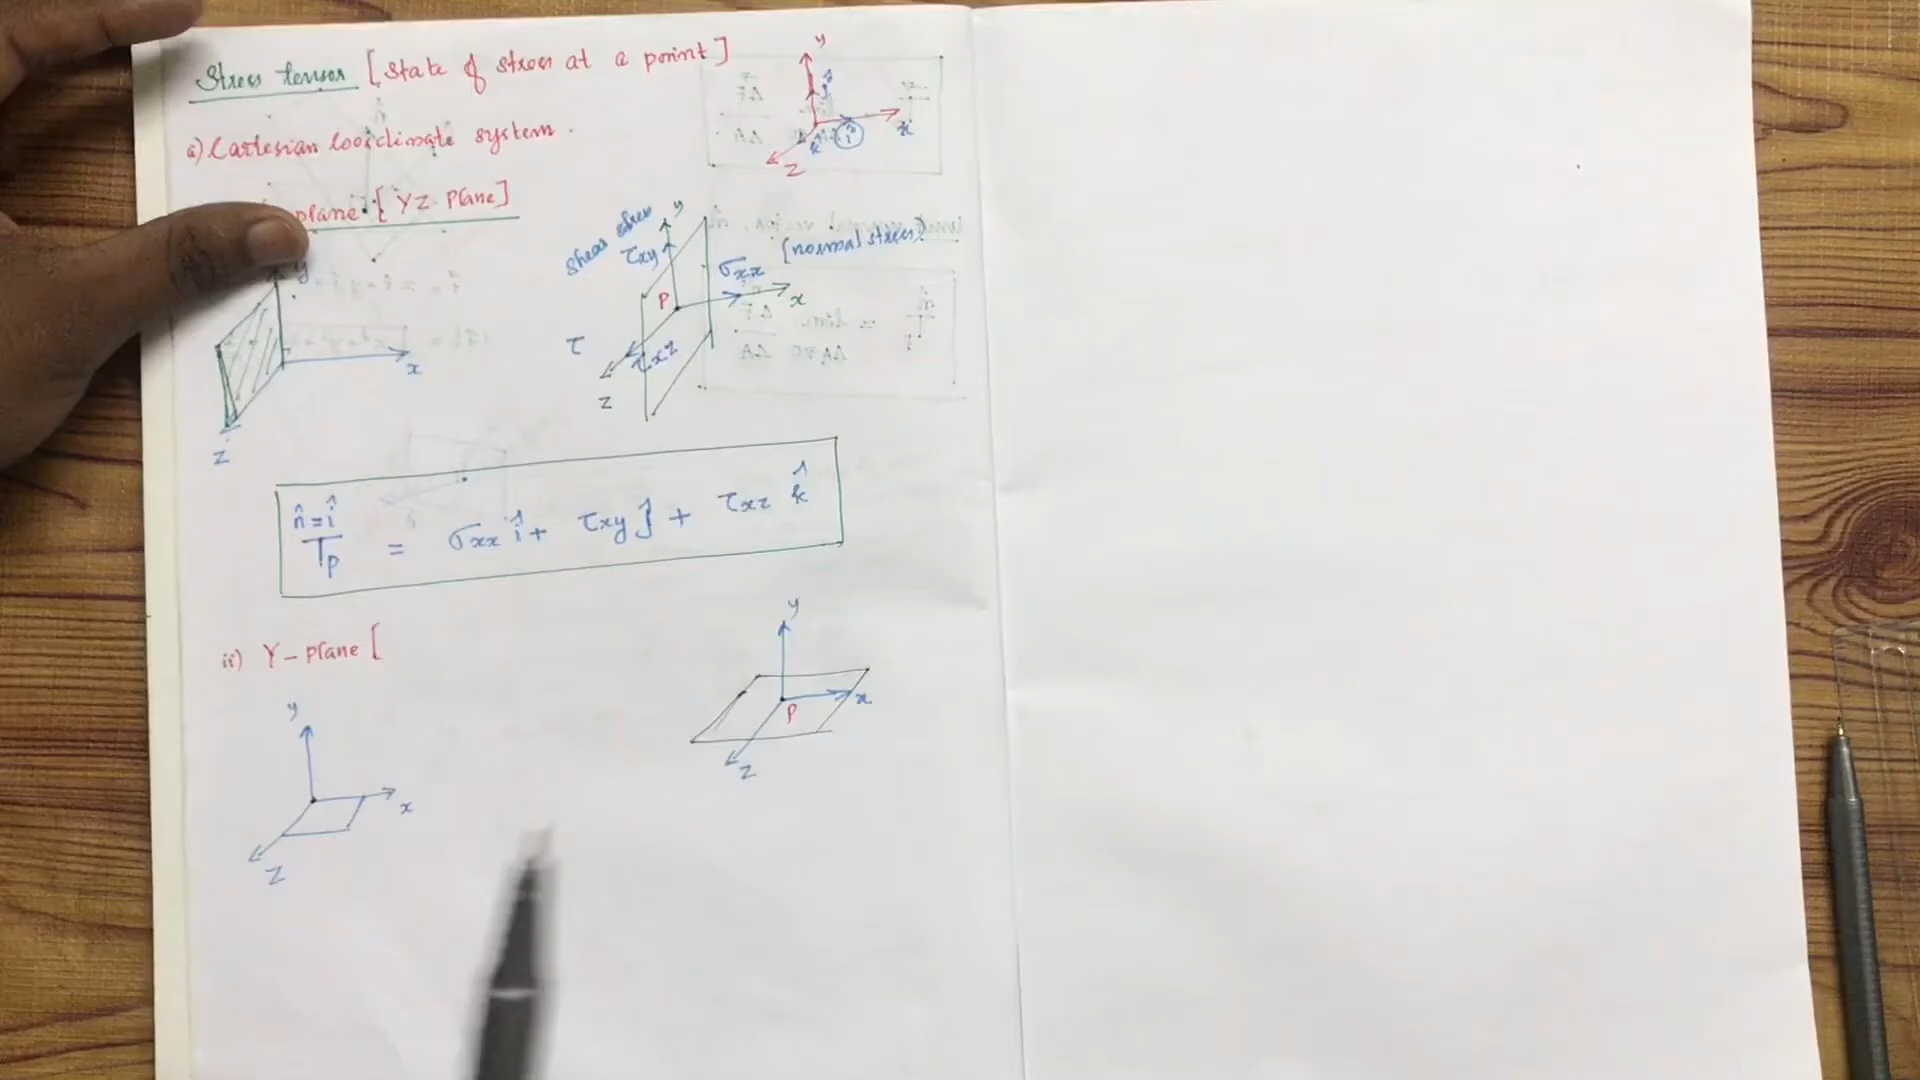 Stress tensor [State of stress at a point]
y
ĵ
î
k̂
x
z
a) Cartesian coordinate system
plane [YZ Plane]
y
x
z
shear stress
y
τxy
σxx [normal stress]
x
P
τ
τxz
z
n̂=î
Tp = σxx î + τxy ĵ + τxz k̂
ii) Y-plane [
y
x
z
y
x
P
z